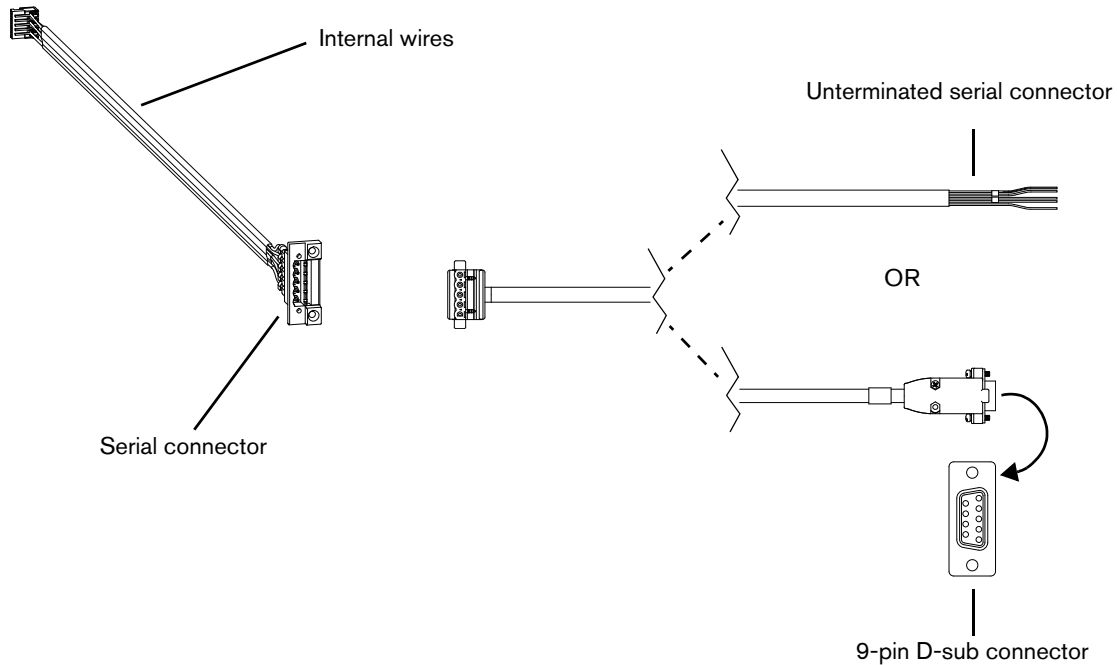 Internal wires
Unterminated serial connector
OR
Serial connector
9-pin D-sub connector